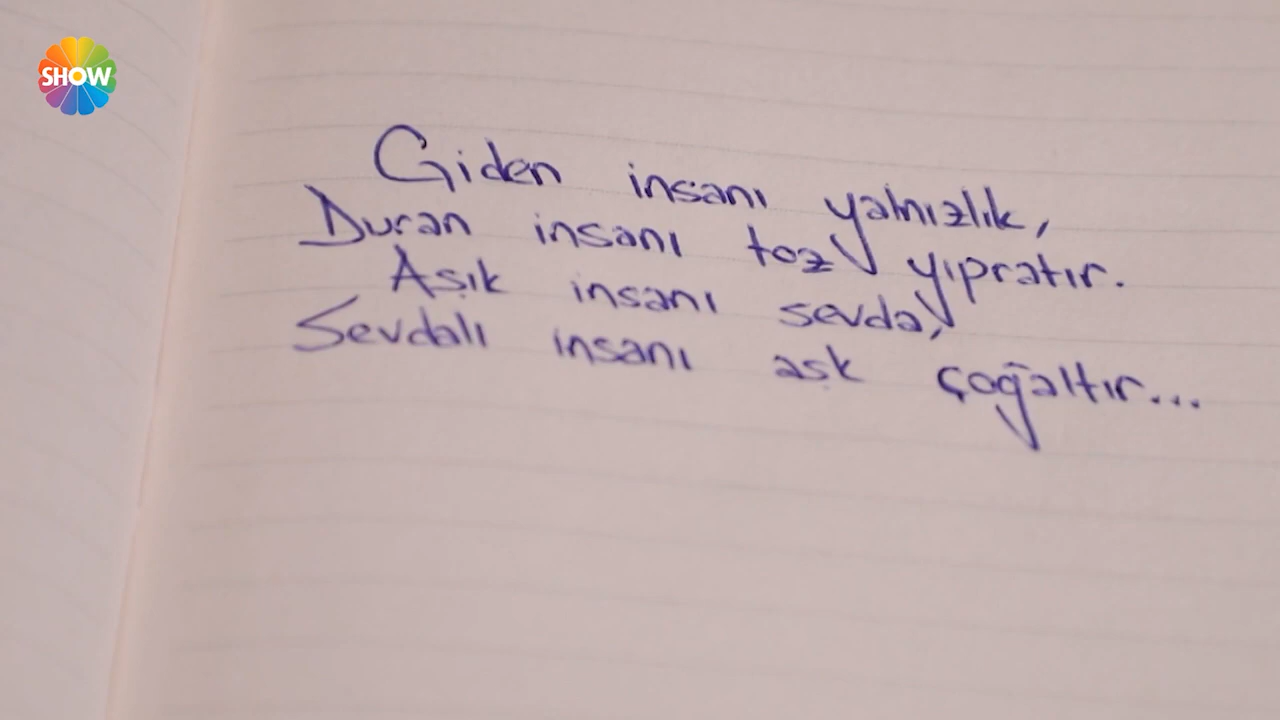 SHOW
Giden insanı yalnızlık,
Duran insanı toz yıpratır.
Aşık insanı sevda,
Sevdalı insanı aşk çoğaltır...